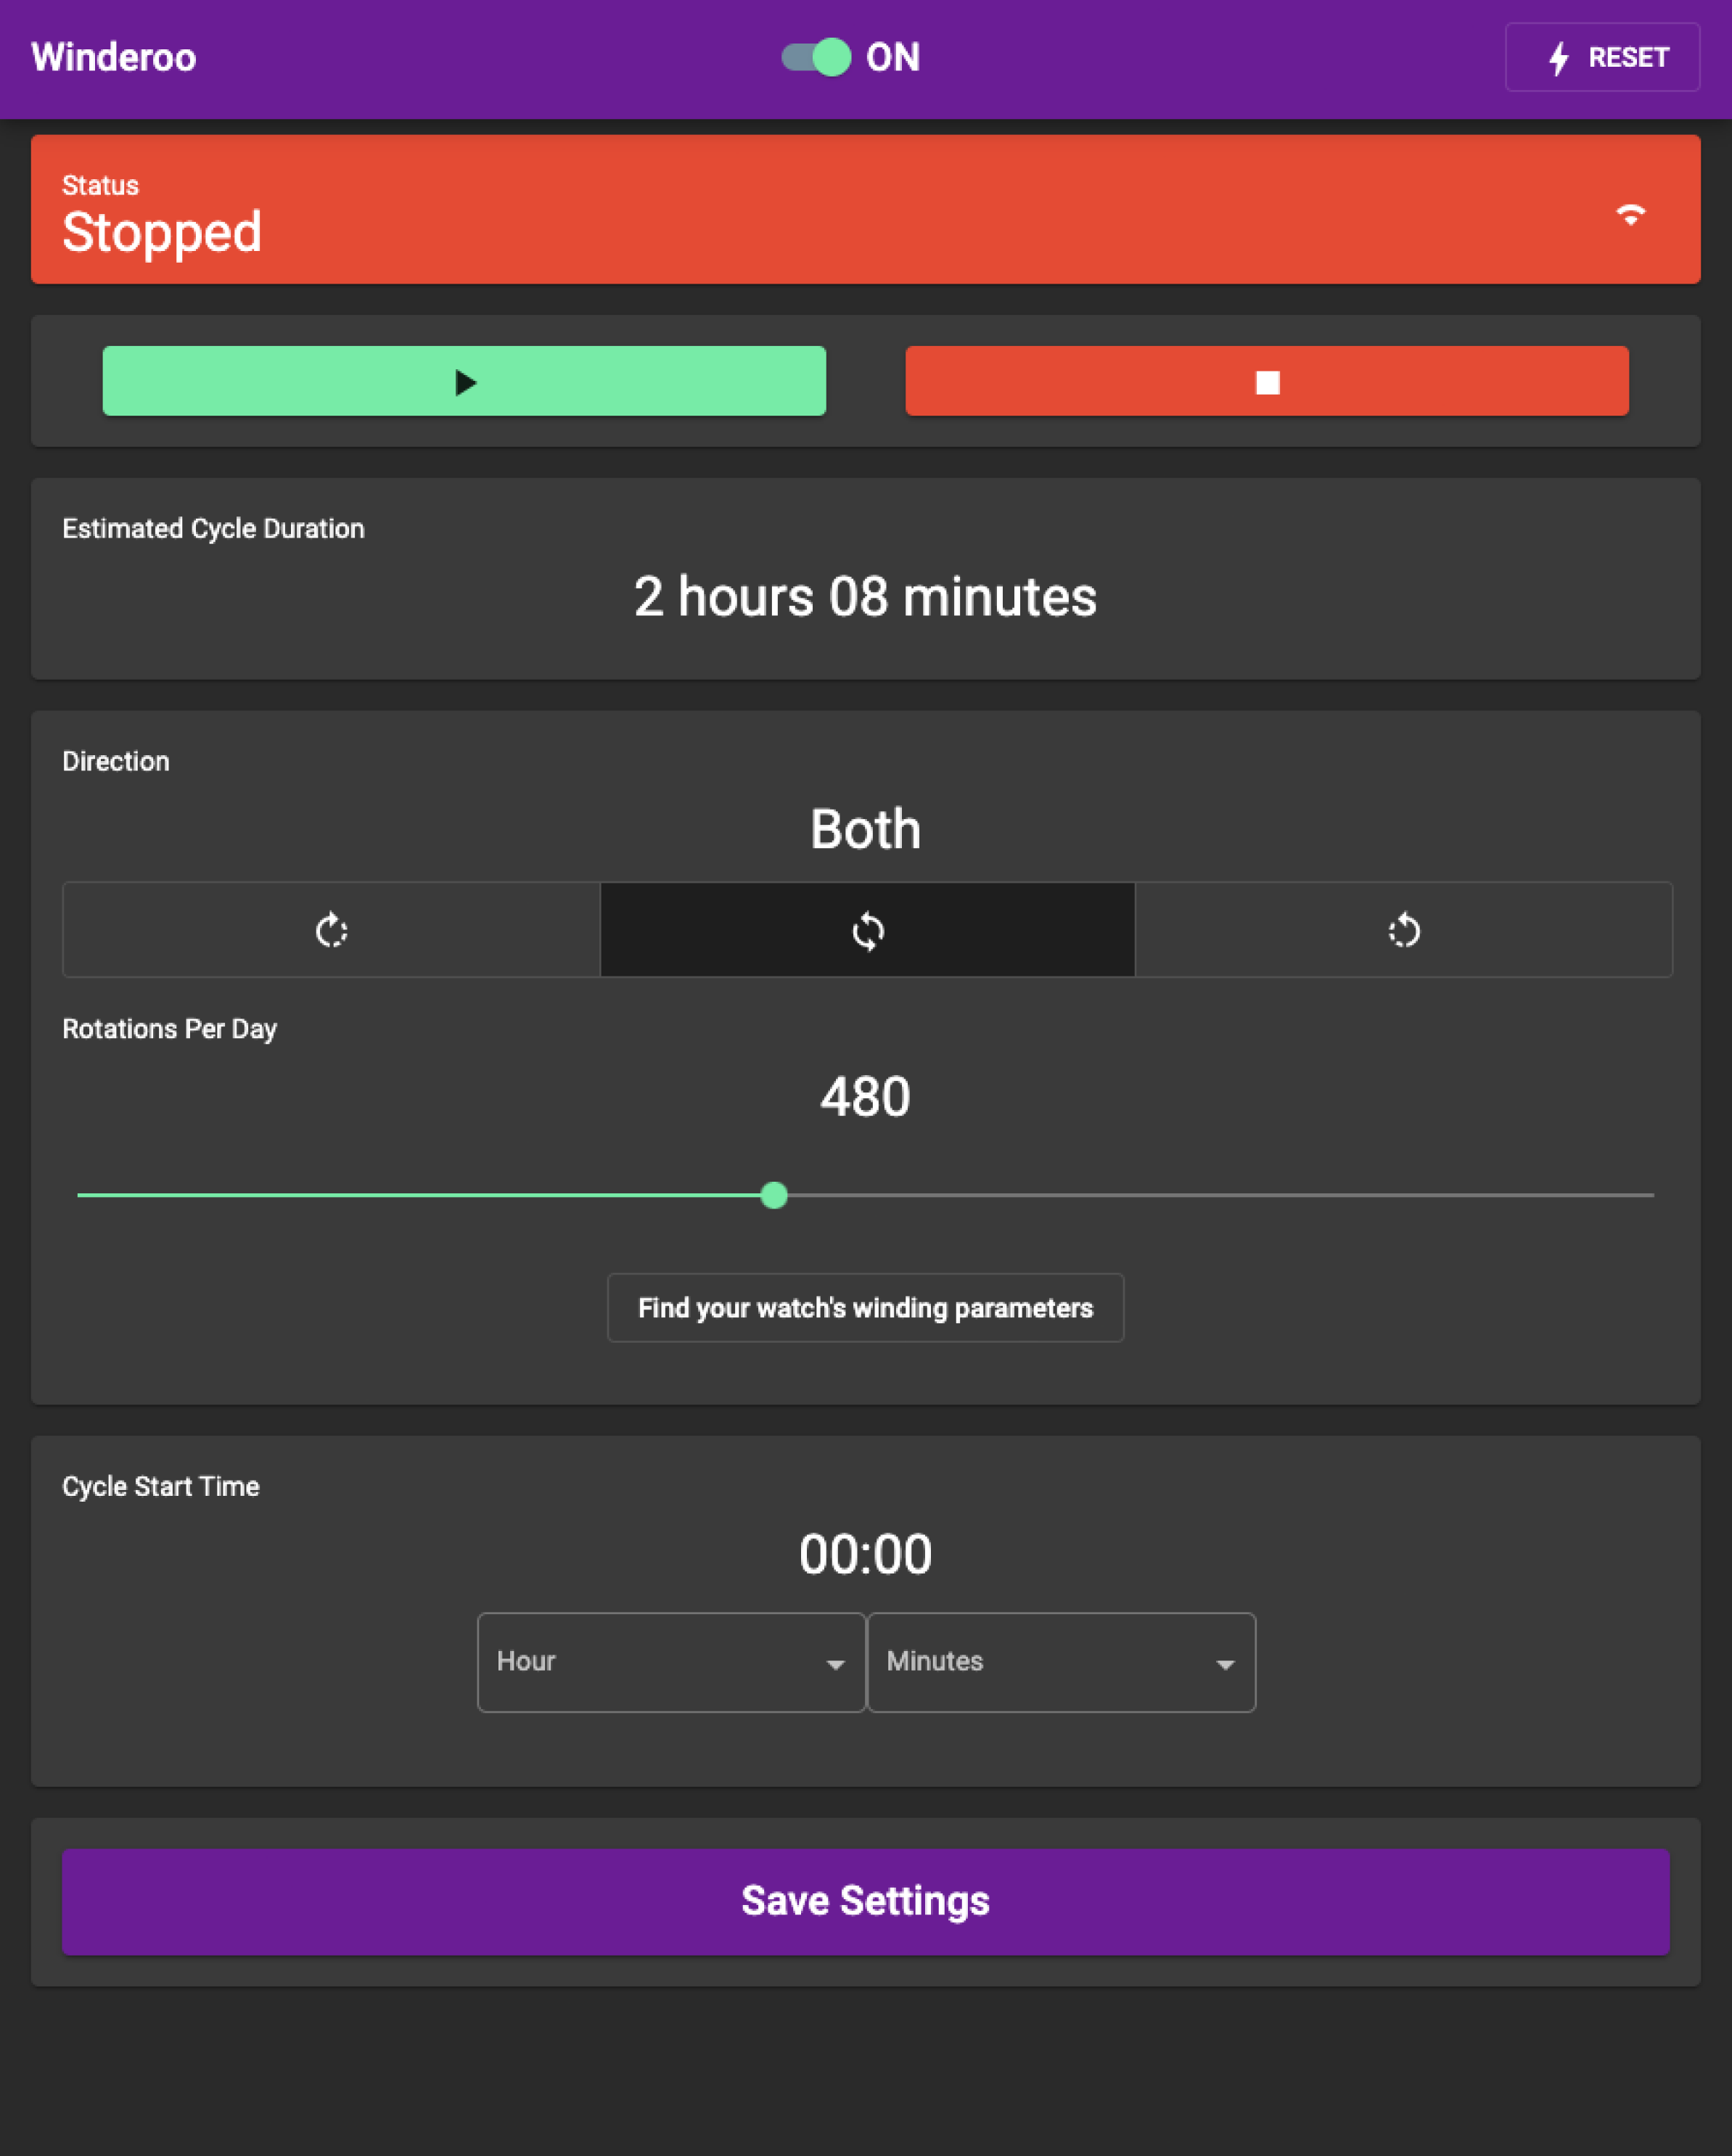 Winderoo
ON
RESET
Status
Stopped
Estimated Cycle Duration
2 hours 08 minutes
Direction
Both
Rotations Per Day
480
Find your watch's winding parameters
Cycle Start Time
00:00
Hour
Minutes
Save Settings